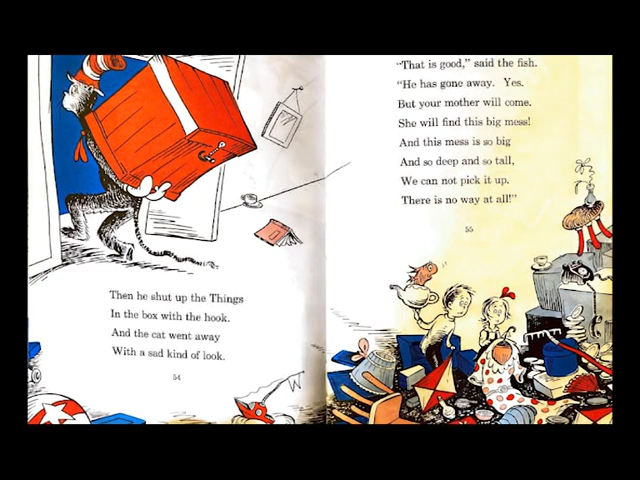 Then he shut up the Things
In the box with the hook.
And the cat went away
With a sad kind of look.
54
“That is good,” said the fish.
“He has gone away. Yes.
But your mother will come.
She will find this big mess!
And this mess is so big
And so deep and so tall,
We can not pick it up.
There is no way at all!”
55